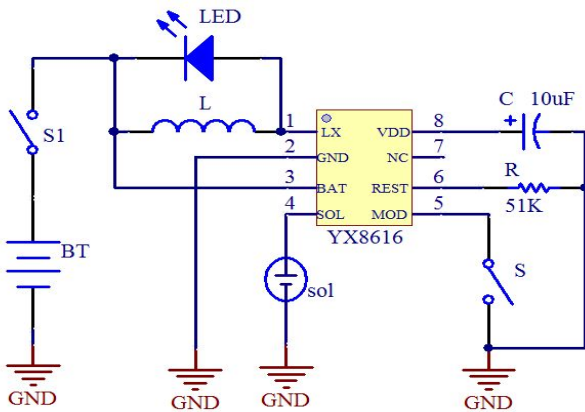 LED
L
S1
BT
GND
1 LX VDD 8
2 GND NC 7
3 BAT REST 6
4 SOL MOD 5
YX8616
C 10uF
+
R
51K
S
sol
GND
GND
GND